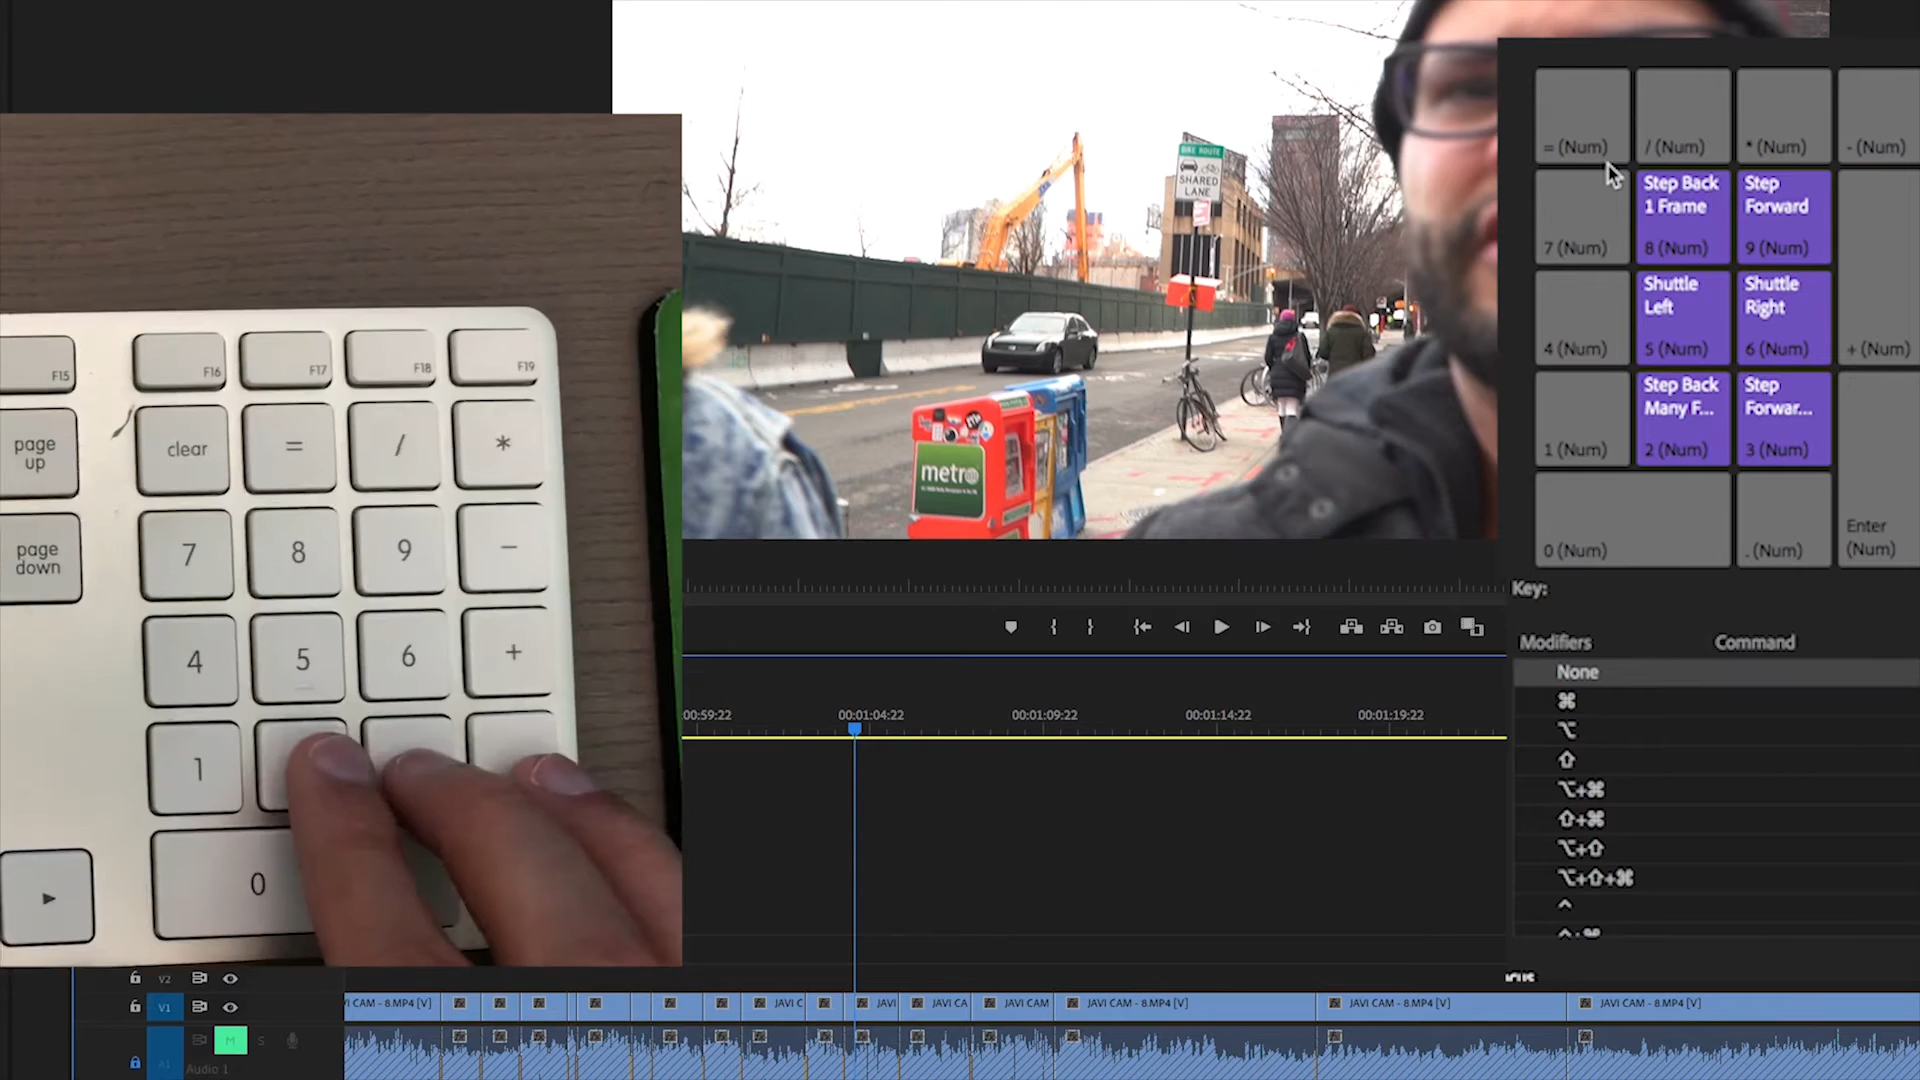 BIKE ROUTE
SHARED
LANE
metro
F15
F16
F17
F18
F19
page
up
clear
=
/
*
page
down
7
8
9
-
4
5
6
+
1
0
= (Num)
/ (Num)
* (Num)
- (Num)
7 (Num)
Step Back
1 Frame
8 (Num)
Step
Forward
9 (Num)
4 (Num)
Shuttle
Left
5 (Num)
Shuttle
Right
6 (Num)
+ (Num)
1 (Num)
Step Back
Many F...
2 (Num)
Step
Forwar...
3 (Num)
0 (Num)
. (Num)
Enter
(Num)
Key:
Modifiers
Command
None
⌘
⌥
⇧
⌥+⌘
⇧+⌘
⌥+⇧
⌥+⇧+⌘
^
^+⌘
:00:59:22
00:01:04:22
00:01:09:22
00:01:14:22
00:01:19:22
V2
V1
VI CAM - 8.MP4 [V]
JAVI C
JAVI
JAVI CA
JAVI CAM
JAVI CAM - 8.MP4 [V]
JAVI CAM - 8.MP4 [V]
JAVI CAM - 8.MP4 [V]
A1
M
S
Audio 1